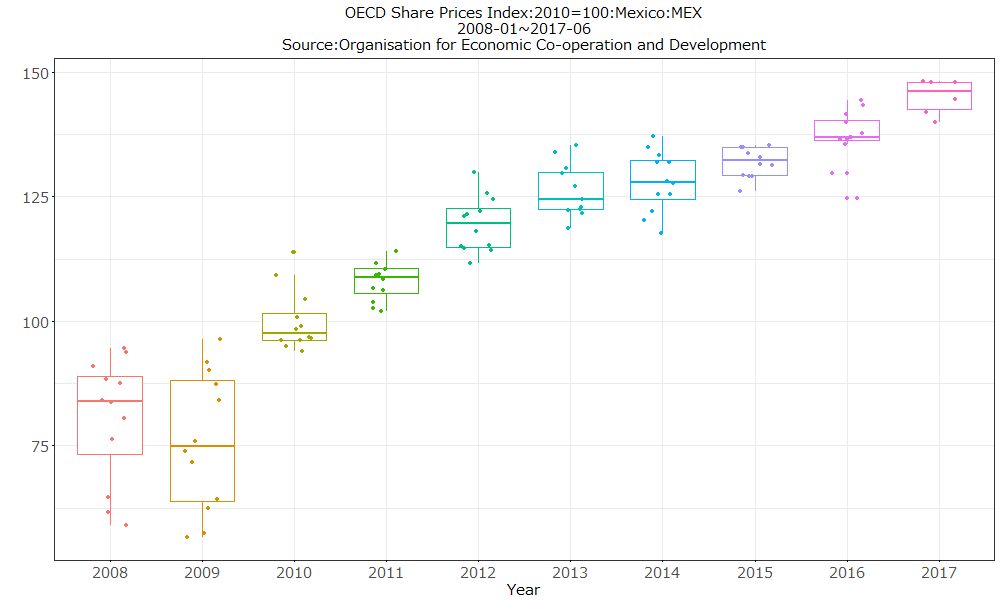 OECD Share Prices Index:2010=100:Mexico:MEX
2008-01~2017-06
Source:Organisation for Economic Co-operation and Development
150
125
100
75
2008 2009 2010 2011 2012 2013 2014 2015 2016 2017
Year